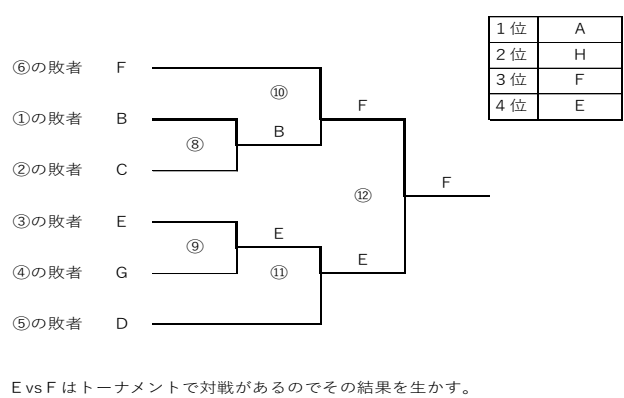 1位 A
2位 H
3位 F
4位 E
⑥の敗者 F
⑩
F
①の敗者 B
B
⑧
②の敗者 C
F
⑫
③の敗者 E
E
⑨
④の敗者 G
⑪
E
⑤の敗者 D
E vs F はトーナメントで対戦があるのでその結果を生かす。